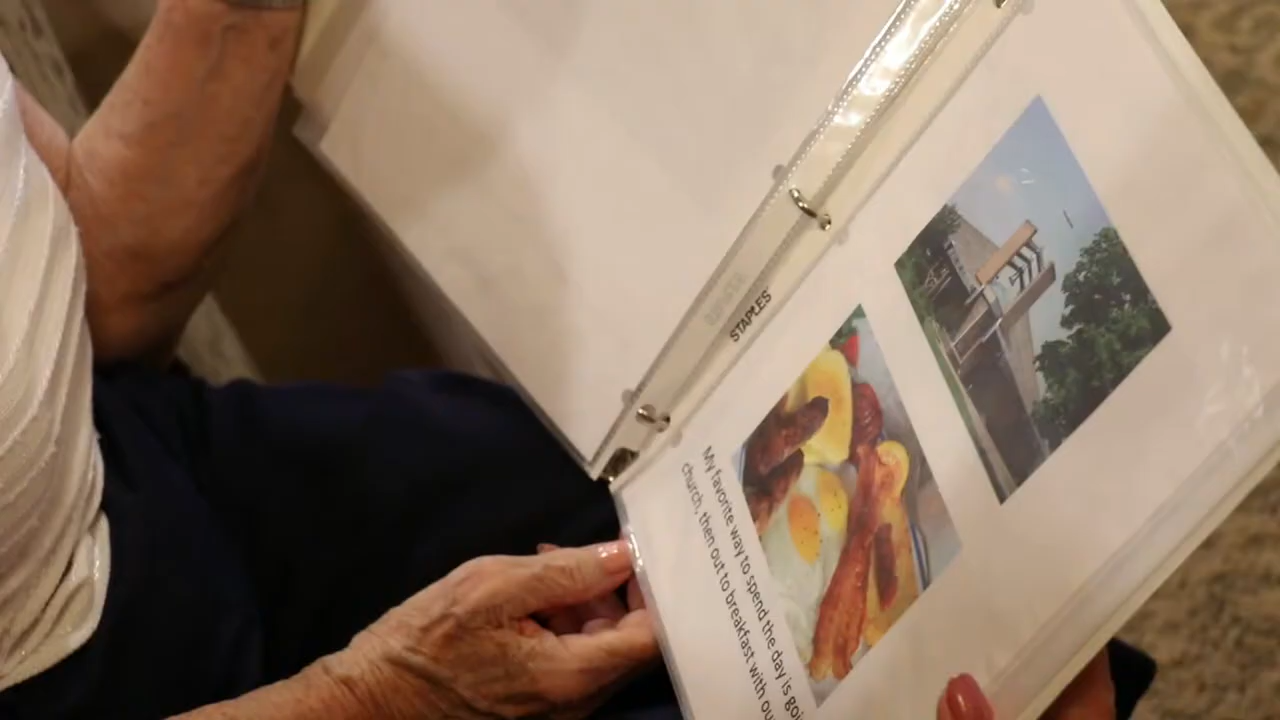 STAPLES
My favorite way to spend the day is goi
church, then out to breakfast with ou